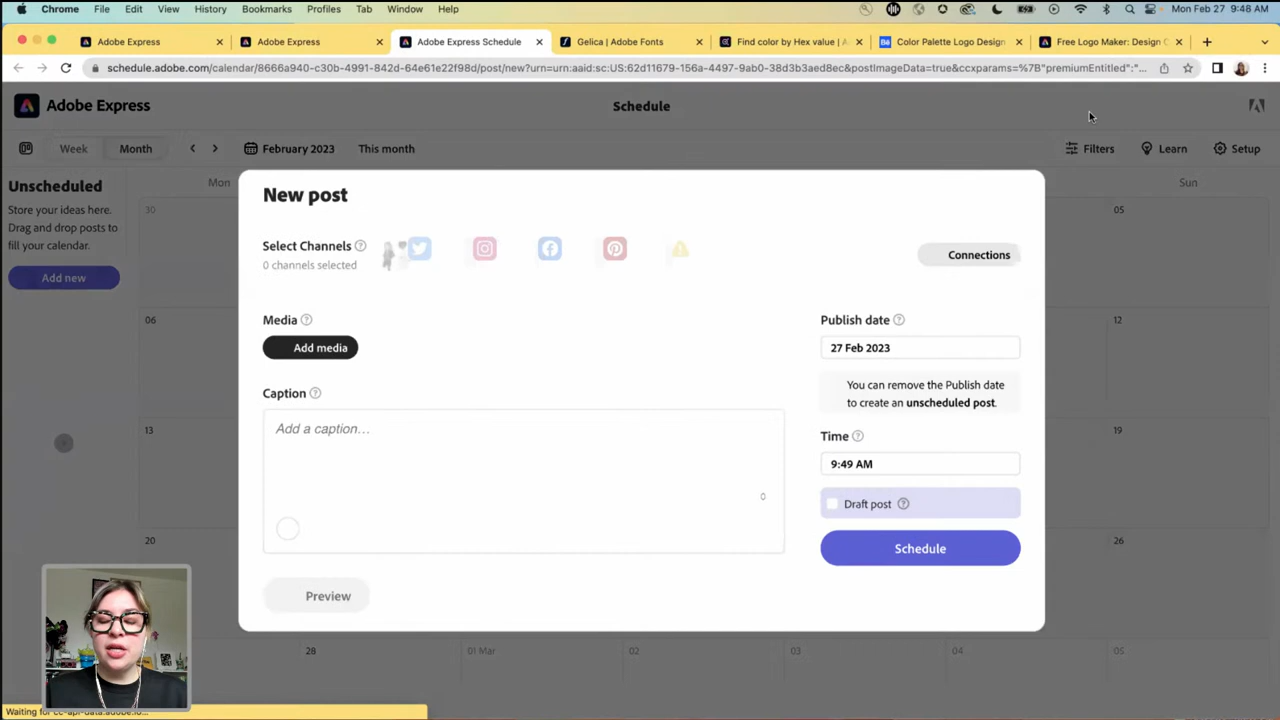 Chrome File Edit View History Bookmarks Profiles Tab Window Help Mon Feb 27 9:48 AM
Adobe Express Adobe Express Adobe Express Schedule Gelica | Adobe Fonts Find color by Hex value | A Color Palette Logo Design Free Logo Maker: Design C
schedule.adobe.com/calendar/8666a940-c30b-4991-842d-64e61e22f98d/post/new?urn=urn:aaid:sc:US:62d11679-156a-4497-9ab0-38d3b3aed8ec&postImageData=true&ccxparams=%7B"premiumEntitled":"...
Adobe Express Schedule
Week Month February 2023 This month Filters Learn Setup
Unscheduled Mon Sun
Store your ideas here.
Drag and drop posts to
fill your calendar.
Add new
30 05
06 12
13 19
20 26
28 01 Mar 02 03 04 05
New post
Select Channels
0 channels selected
Connections
Media
Add media
Caption
Add a caption...
Preview
Publish date
27 Feb 2023
You can remove the Publish date
to create an unscheduled post.
Time
9:49 AM
Draft post
Schedule
Waiting for cc-api-data.adobe.io...